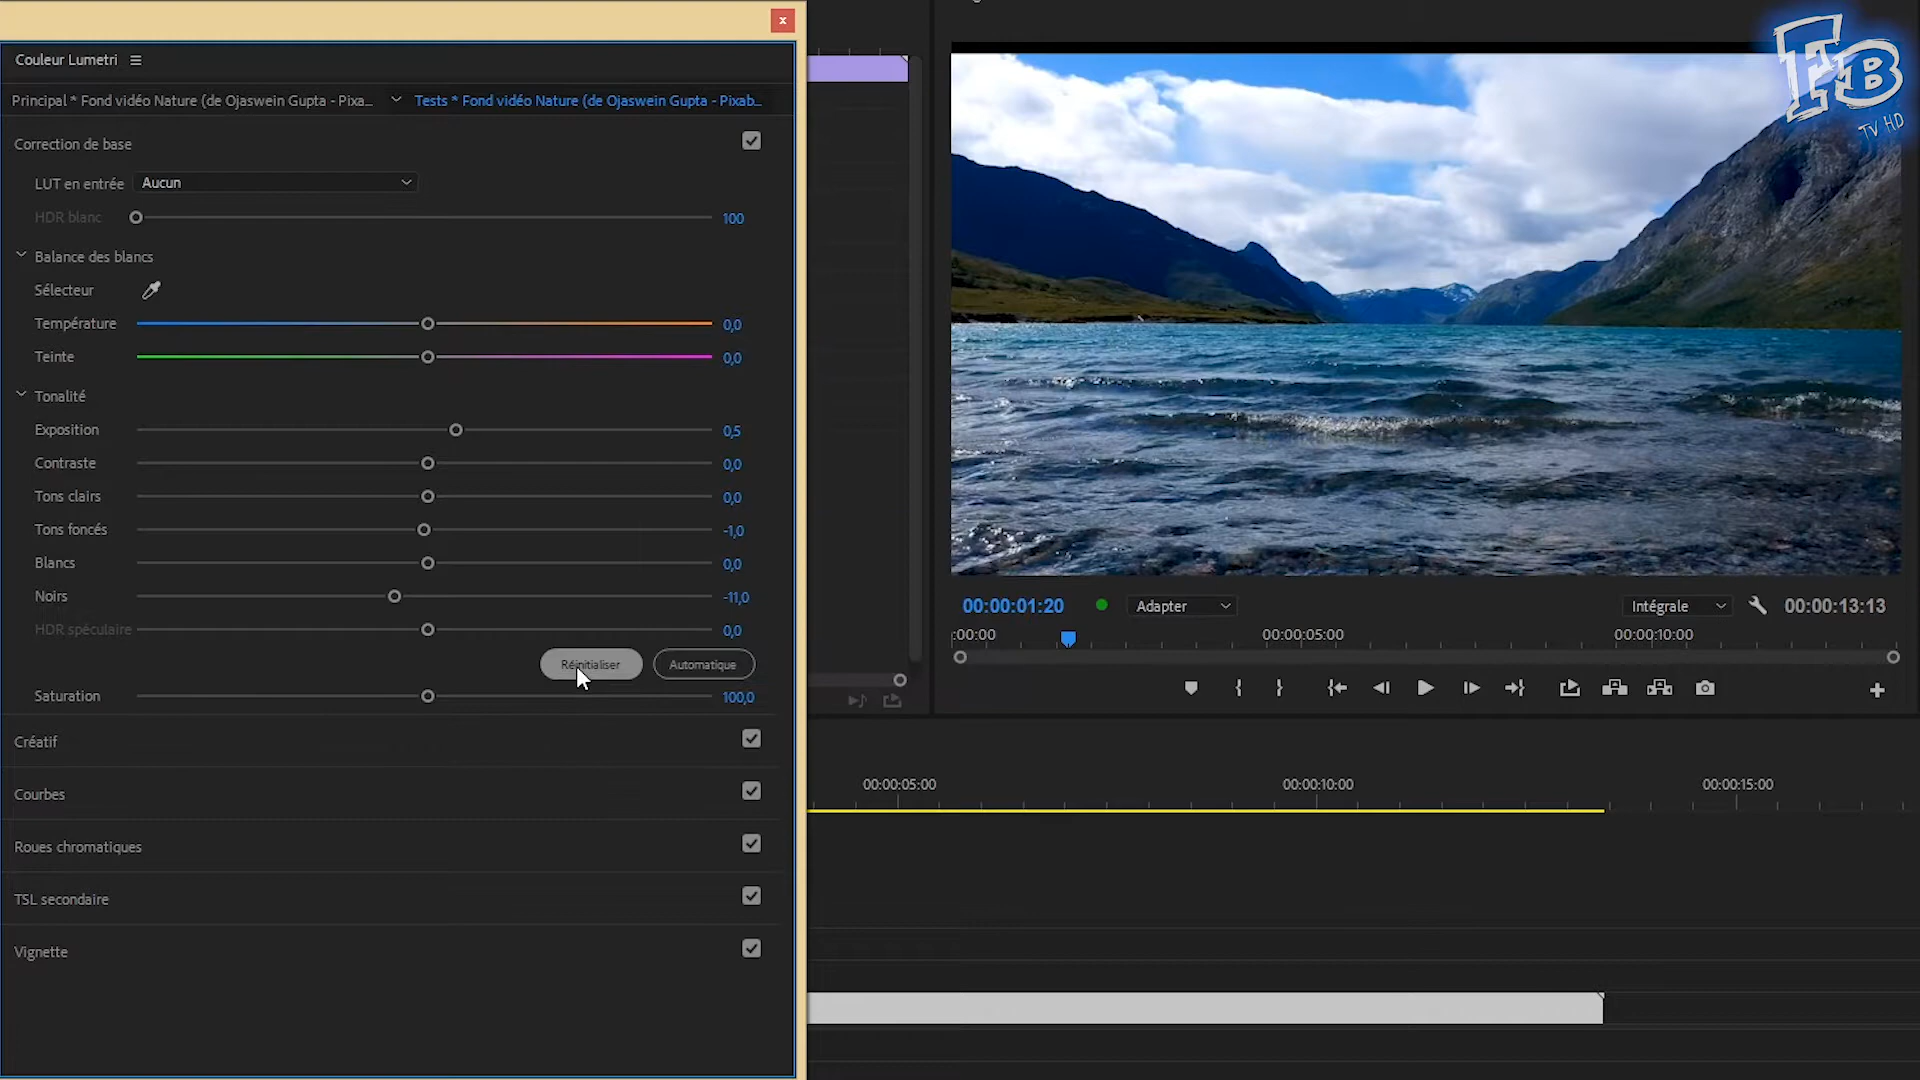 x
Couleur Lumetri
Principal * Fond vidéo Nature (de Ojaswein Gupta - Pixa...
Tests * Fond vidéo Nature (de Ojaswein Gupta - Pixab...
Correction de base
LUT en entrée Aucun
HDR blanc 100
Balance des blancs
Sélecteur
Température 0,0
Teinte 0,0
Tonalité
Exposition 0,5
Contraste 0,0
Tons clairs 0,0
Tons foncés -1,0
Blancs 0,0
Noirs -11,0
HDR spéculaire 0,0
Réinitialiser Automatique
Saturation 100,0
Créatif
Courbes
Roues chromatiques
TSL secondaire
Vignette
FB
TV HD
00:00:01:20 Adapter Intégrale 00:00:13:13
:00:00 00:00:05:00 00:00:10:00
00:00:05:00 00:00:10:00 00:00:15:00